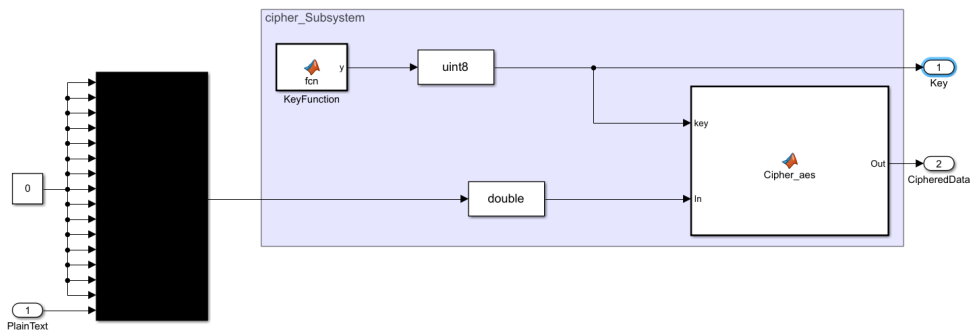 cipher_Subsystem
fcn
y
KeyFunction
uint8
1
Key
key
In
Cipher_aes
Out
2
CipheredData
0
double
1
PlainText